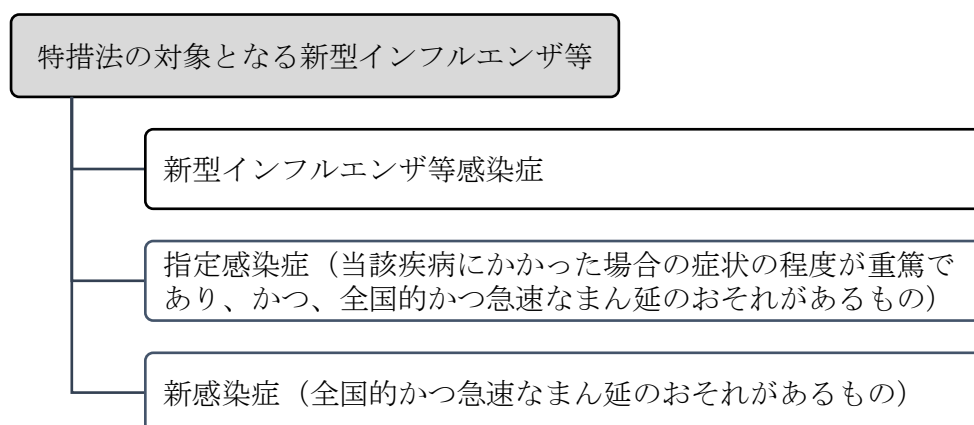 特措法の対象となる新型インフルエンザ等
新型インフルエンザ等感染症
指定感染症（当該疾病にかかった場合の症状の程度が重篤で
あり、かつ、全国的かつ急速なまん延のおそれがあるもの）
新感染症（全国的かつ急速なまん延のおそれがあるもの）